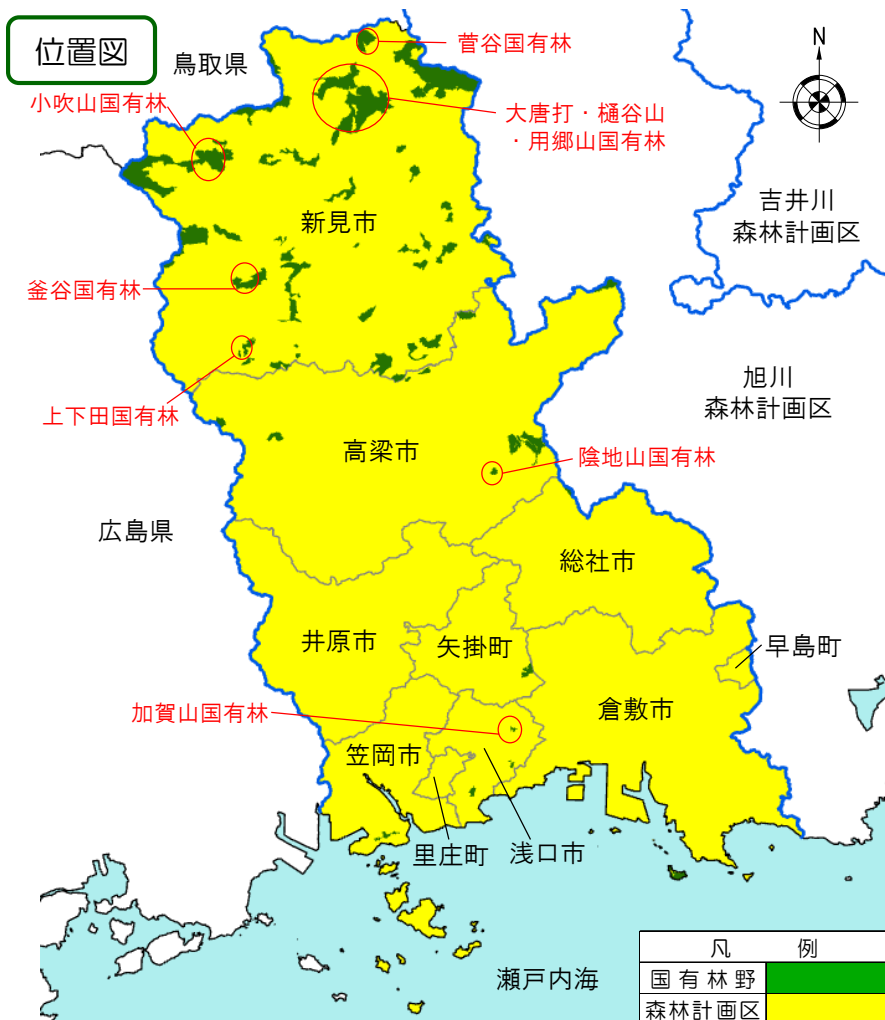 位置図
鳥取県
菅谷国有林
N
小吹山国有林
大唐打・樋谷山
・用郷山国有林
吉井川
森林計画区
新見市
釜谷国有林
旭川
森林計画区
上下田国有林
高梁市
陰地山国有林
広島県
総社市
井原市
矢掛町
早島町
倉敷市
加賀山国有林
笠岡市
里庄町
浅口市
瀬戸内海
凡 例
国有林野
森林計画区